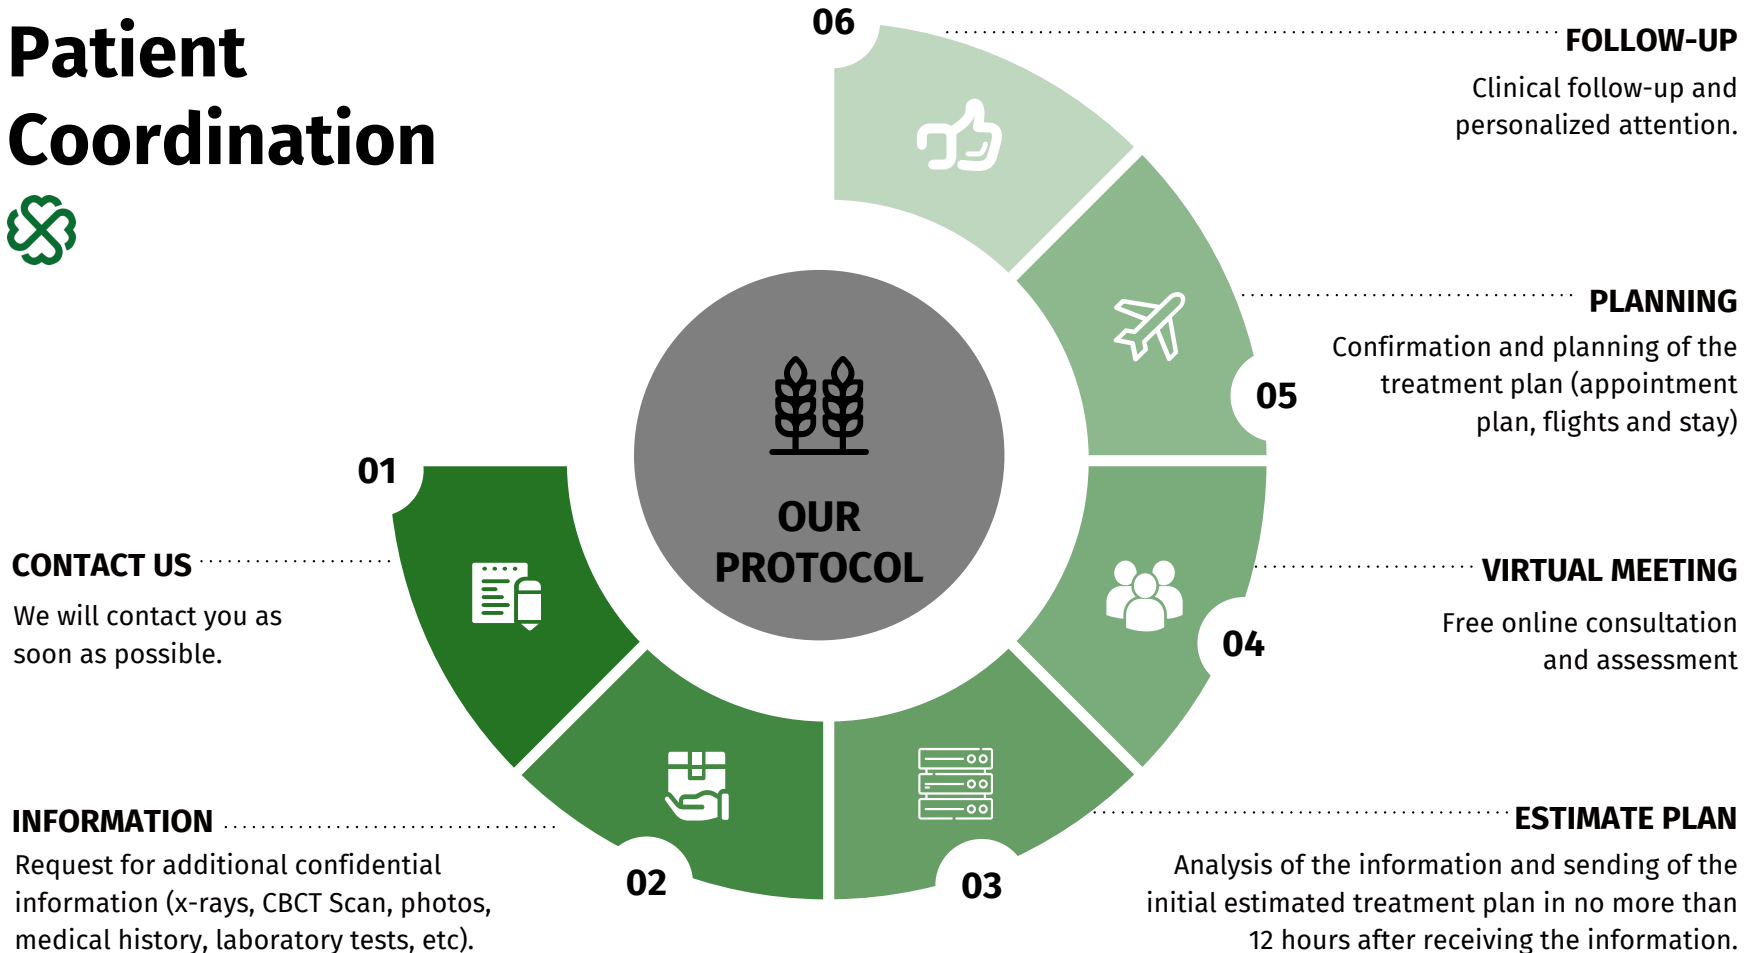 Patient
Coordination
OUR
PROTOCOL
01
CONTACT US
We will contact you as
soon as possible.
02
INFORMATION
Request for additional confidential
information (x-rays, CBCT Scan, photos,
medical history, laboratory tests, etc).
03
ESTIMATE PLAN
Analysis of the information and sending of the
initial estimated treatment plan in no more than
12 hours after receiving the information.
04
VIRTUAL MEETING
Free online consultation
and assessment
05
PLANNING
Confirmation and planning of the
treatment plan (appointment
plan, flights and stay)
06
FOLLOW-UP
Clinical follow-up and
personalized attention.